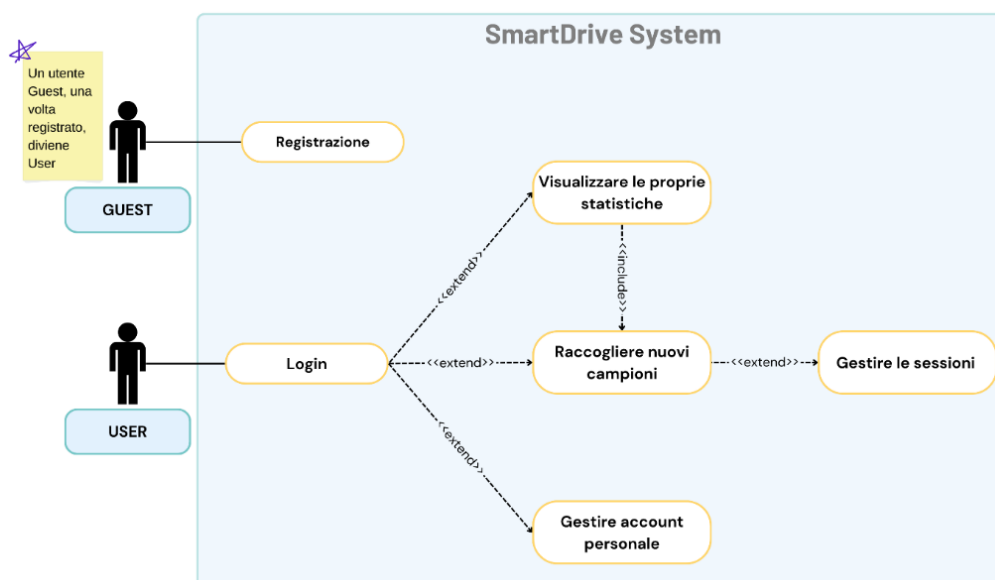 SmartDrive System
Un utente
Guest, una
volta
registrato,
diviene
User
GUEST
Registrazione
Visualizzare le proprie
statistiche
<<extend>>
<<include>>
USER
Login
<<extend>>
Raccogliere nuovi
campioni
<<extend>>
Gestire le sessioni
<<extend>>
Gestire account
personale